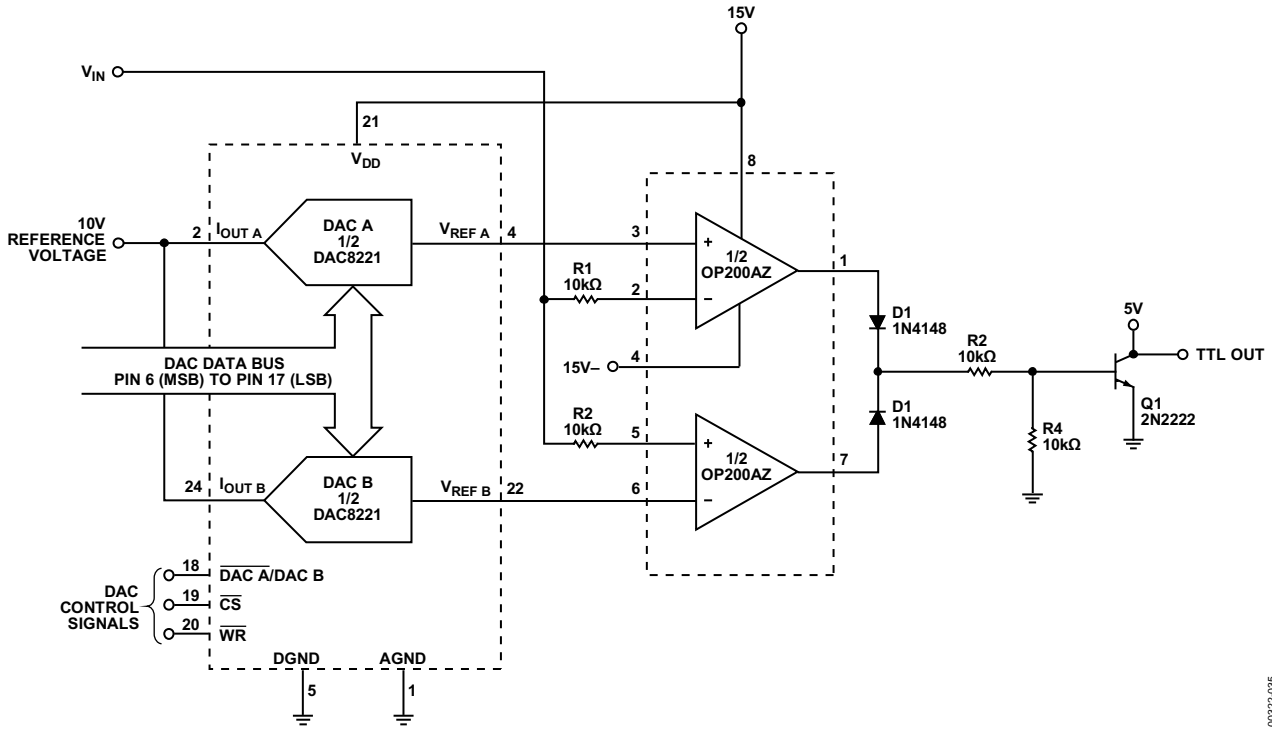 15V
VIN
21
VDD
8
10V
REFERENCE
VOLTAGE
2
IOUT A
DAC A
1/2
DAC8221
VREF A
4
3
+
1/2
OP200AZ
1
R1
10kΩ
2
–
D1
1N4148
5V
TTL OUT
DAC DATA BUS
PIN 6 (MSB) TO PIN 17 (LSB)
15V–
4
R2
10kΩ
Q1
2N2222
R2
10kΩ
5
+
1/2
OP200AZ
7
D1
1N4148
R4
10kΩ
24
IOUT B
DAC B
1/2
DAC8221
VREF B
22
6
–
DAC
CONTROL
SIGNALS
18
DAC A/DAC B
19
CS
20
WR
DGND
AGND
5
1
00322-035